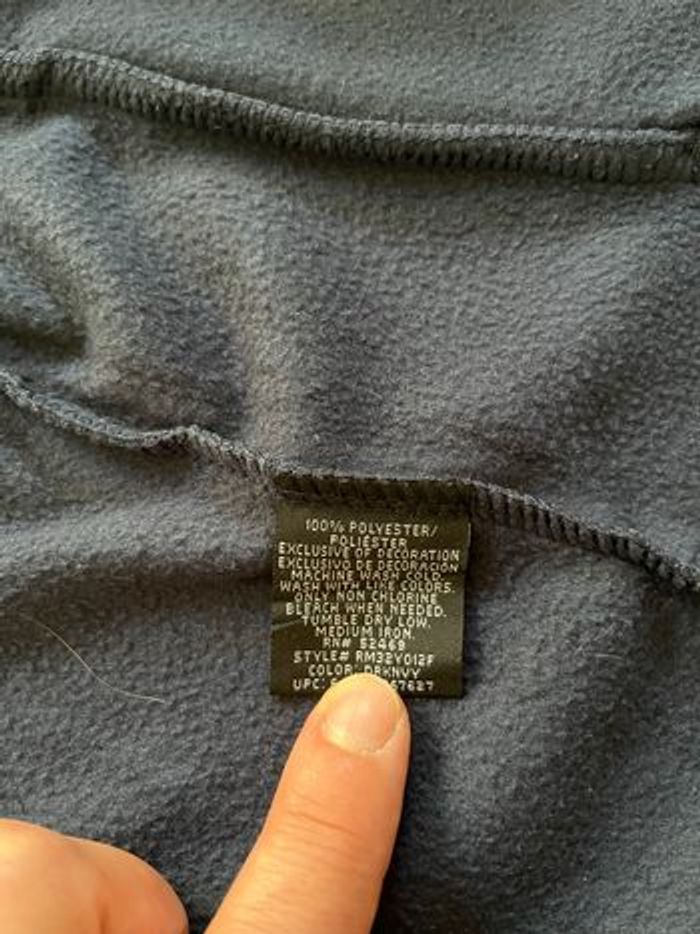 100% POLYESTER/
POLIÉSTER
EXCLUSIVE OF DECORATION
EXCLUSIVO DE DECORACIÓN
MACHINE WASH COLD.
WASH WITH LIKE COLORS.
ONLY NON CHLORINE
BLEACH WHEN NEEDED.
TUMBLE DRY LOW.
MEDIUM IRON.
RN# 52469
STYLE# RM32Y012F
COLOR: DRKNVY
UPC: